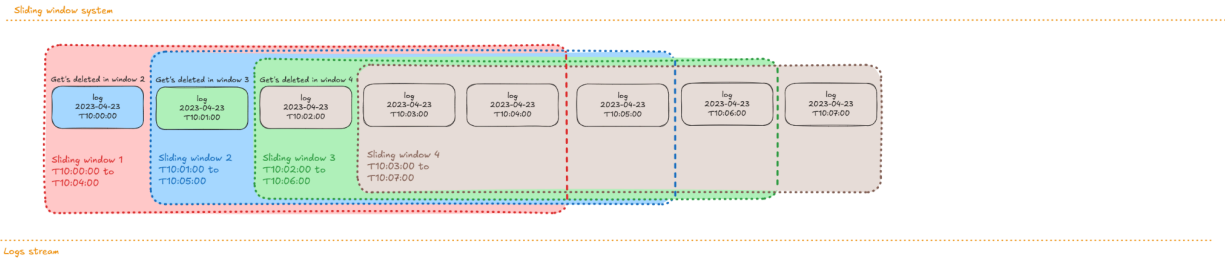 Sliding window system
Get's deleted in window 2
Get's deleted in window 3
Get's deleted in window 4
log
2023-04-23
T10:00:00
log
2023-04-23
T10:01:00
log
2023-04-23
T10:02:00
log
2023-04-23
T10:03:00
log
2023-04-23
T10:04:00
log
2023-04-23
T10:05:00
log
2023-04-23
T10:06:00
log
2023-04-23
T10:07:00
Sliding window 1
T10:00:00 to
T10:04:00
Sliding window 2
T10:01:00 to
T10:05:00
Sliding window 3
T10:02:00 to
T10:06:00
Sliding window 4
T10:03:00 to
T10:07:00
Logs stream